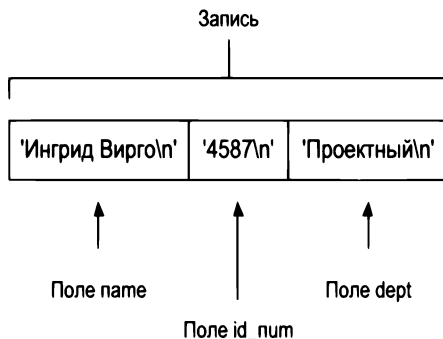 Запись
'Ингрид Вирго\n' '4587\n' 'Проектный\n'
Поле name Поле dept
Поле id_num